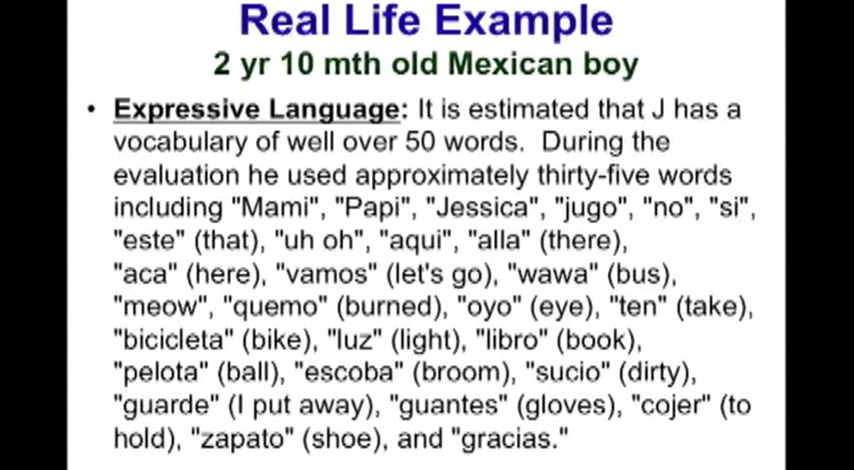 Real Life Example
2 yr 10 mth old Mexican boy
• Expressive Language: It is estimated that J has a
vocabulary of well over 50 words. During the
evaluation he used approximately thirty-five words
including "Mami", "Papi", "Jessica", "jugo", "no", "si",
"este" (that), "uh oh", "aqui", "alla" (there),
"aca" (here), "vamos" (let's go), "wawa" (bus),
"meow", "quemo" (burned), "oyo" (eye), "ten" (take),
"bicicleta" (bike), "luz" (light), "libro" (book),
"pelota" (ball), "escoba" (broom), "sucio" (dirty),
"guarde" (I put away), "guantes" (gloves), "cojer" (to
hold), "zapato" (shoe), and "gracias."